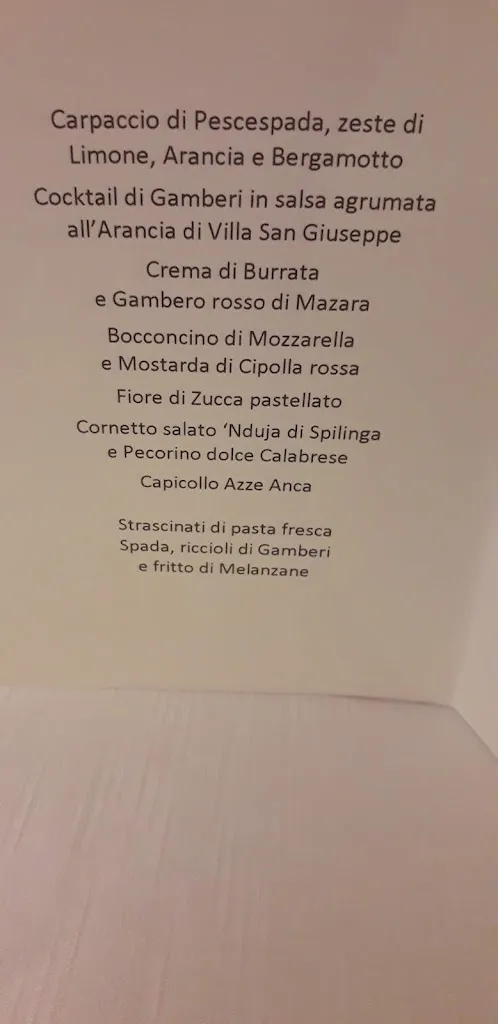 Carpaccio di Pescespada, zeste di
Limone, Arancia e Bergamotto
Cocktail di Gamberi in salsa agrumata
all'Arancia di Villa San Giuseppe
Crema di Burrata
e Gambero rosso di Mazara
Bocconcino di Mozzarella
e Mostarda di Cipolla rossa
Fiore di Zucca pastellato
Cornetto salato 'Nduja di Spilinga
e Pecorino dolce Calabrese
Capicollo Azze Anca
Strascinati di pasta fresca
Spada, riccioli di Gamberi
e fritto di Melanzane